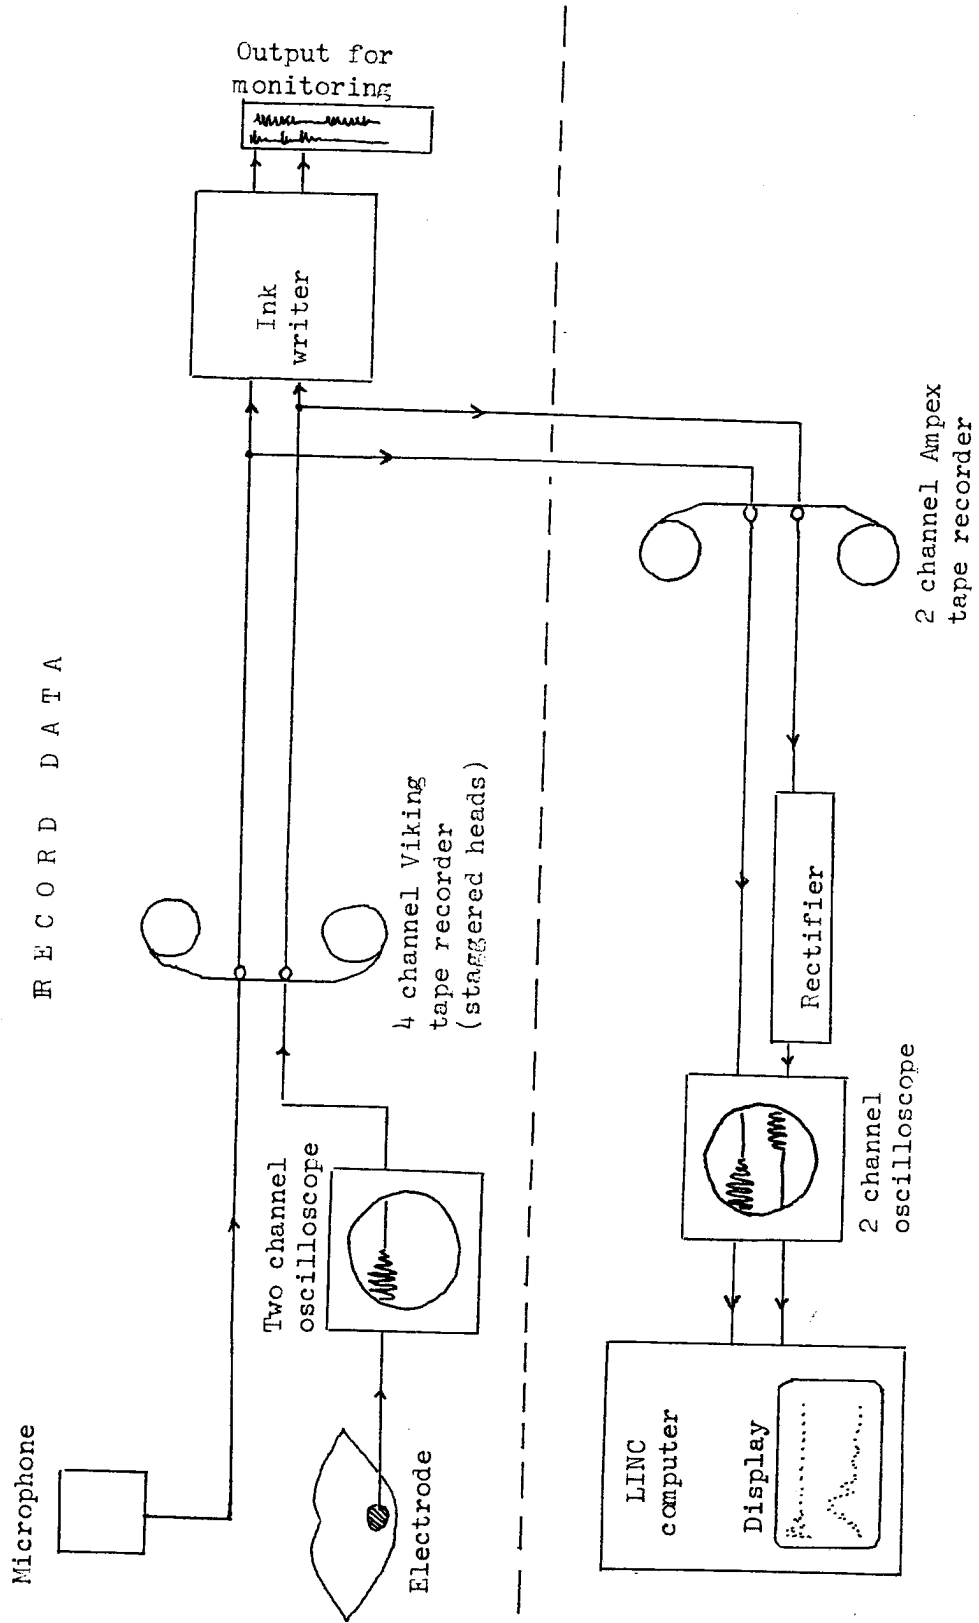 RECORD DATA
Microphone
Electrode
Two channel
oscilloscope
4 channel Viking
tape recorder
(staggered heads)
Ink
writer
Output for
monitoring
LINC
computer
Display
2 channel
oscilloscope
Rectifier
2 channel Ampex
tape recorder